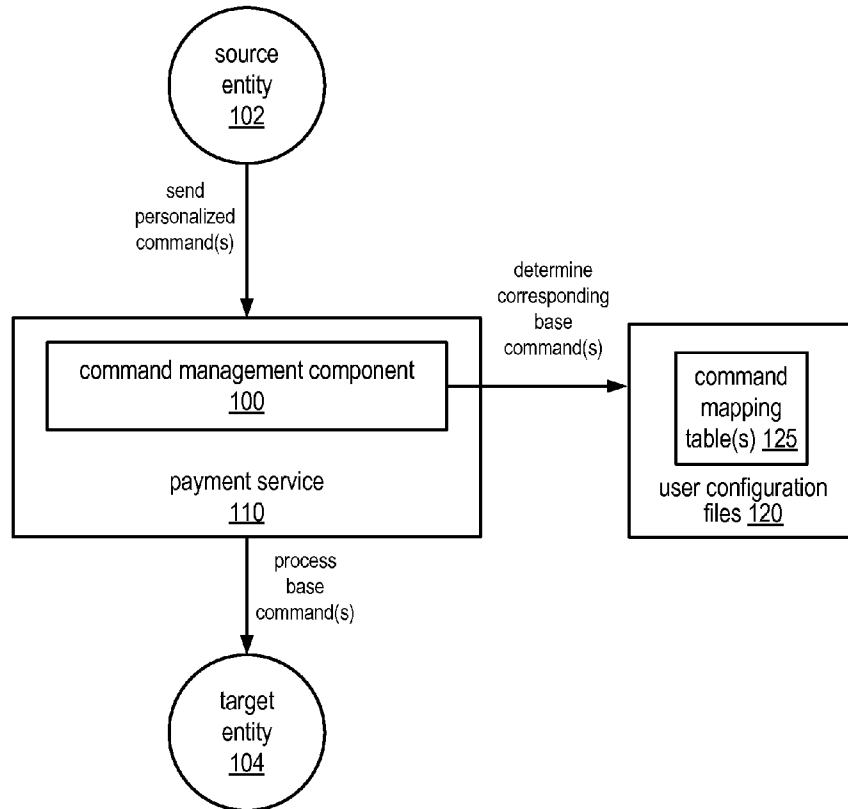 source
entity
102
send
personalized
command(s)
determine
corresponding
base
command(s)
command management component
100
payment service
110
command
mapping
table(s) 125
user configuration
files 120
process
base
command(s)
target
entity
104